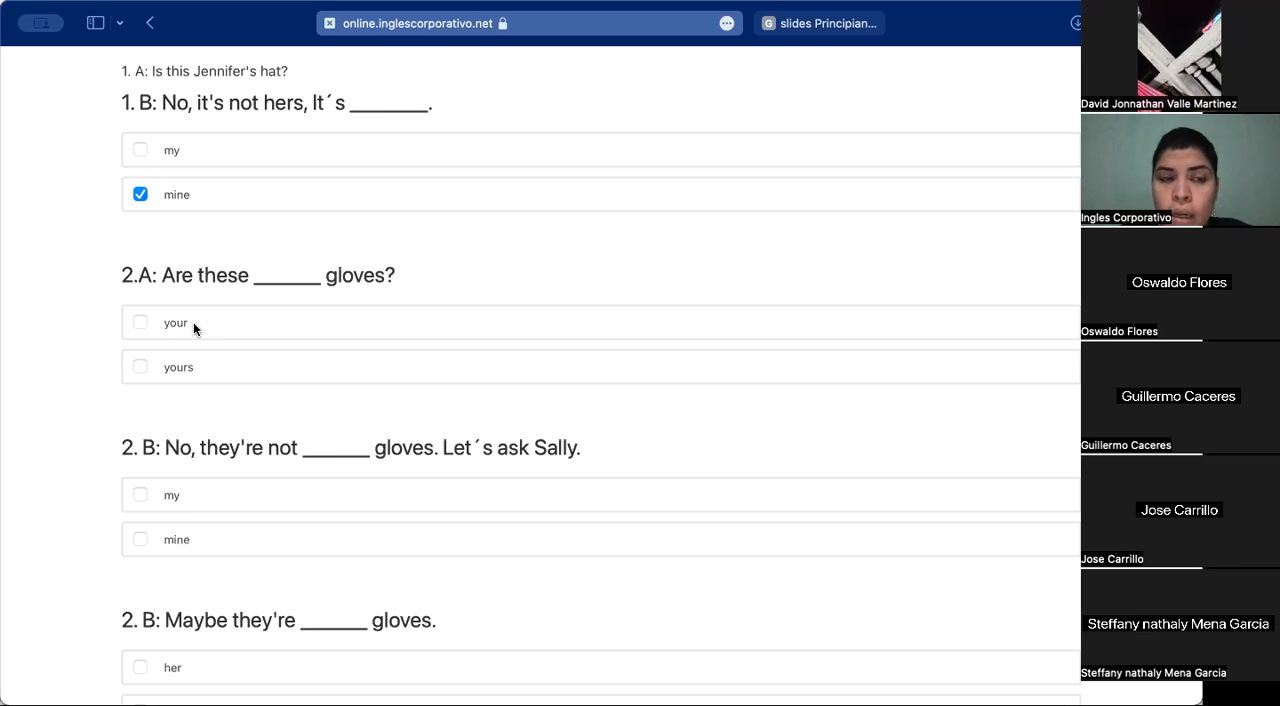 online.inglescorporativo.net
G slides Principian...
1. A: Is this Jennifer's hat?
1. B: No, it's not hers, It´s ________.
my
mine
2.A: Are these _______ gloves?
your
yours
2. B: No, they're not _______ gloves. Let´s ask Sally.
my
mine
2. B: Maybe they're _______ gloves.
her
David Jonnathan Valle Martinez
Ingles Corporativo
Oswaldo Flores
Oswaldo Flores
Guillermo Caceres
Guillermo Caceres
Jose Carrillo
Jose Carrillo
Steffany nathaly Mena Garcia
Steffany nathaly Mena Garcia